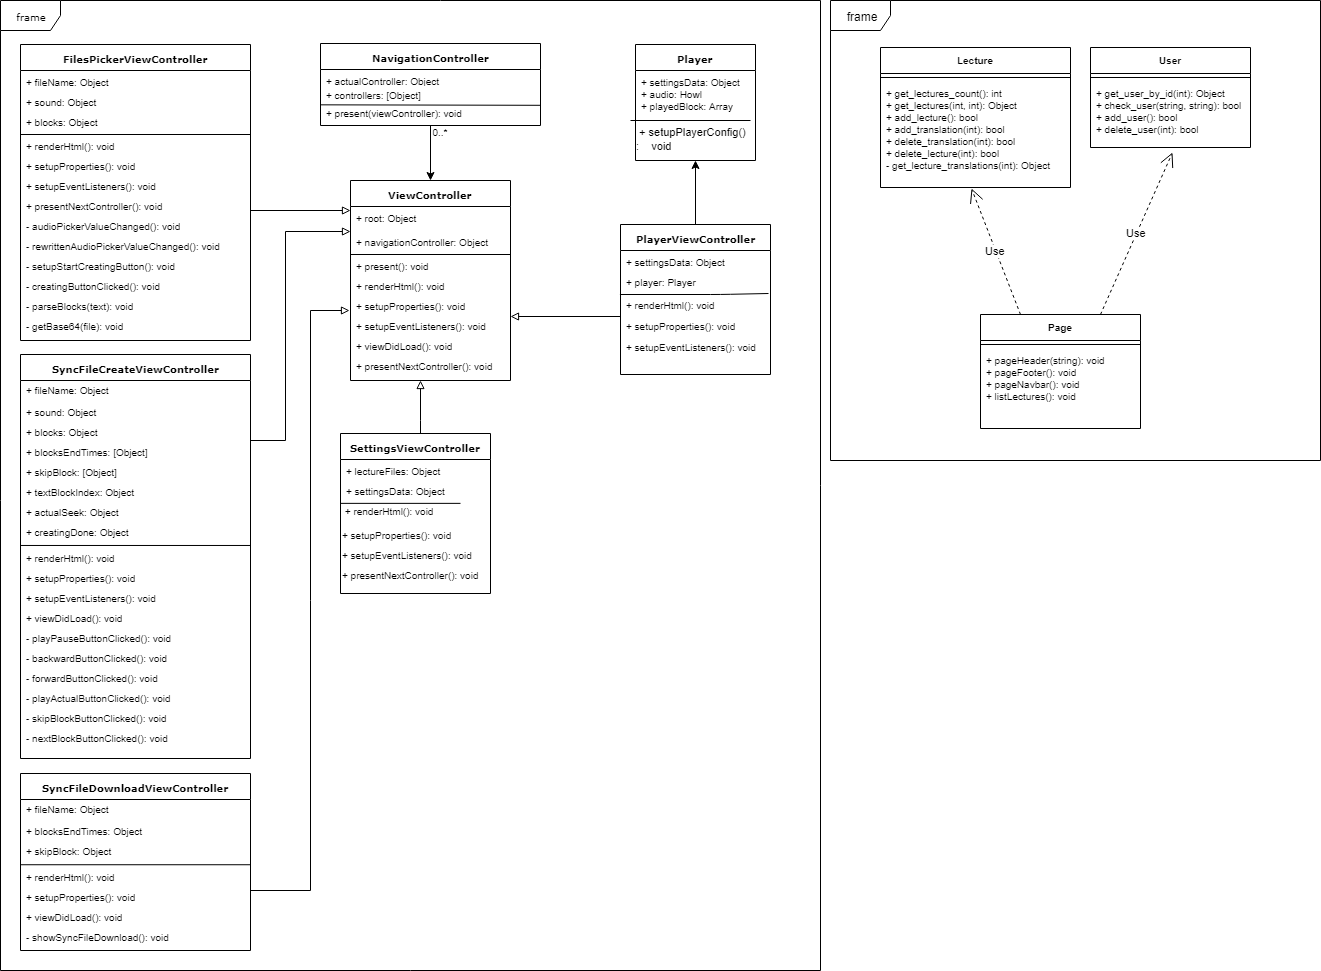 frame
FilesPickerViewController
+ fileName: Object
+ sound: Object
+ blocks: Object
+ renderHtml(): void
+ setupProperties(): void
+ setupEventListeners(): void
+ presentNextController(): void
- audioPickerValueChanged(): void
- rewrittenAudioPickerValueChanged(): void
- setupStartCreatingButton(): void
- creatingButtonClicked(): void
- parseBlocks(text): void
- getBase64(file): void
SyncFileCreateViewController
+ fileName: Object
+ sound: Object
+ blocks: Object
+ blocksEndTimes: [Object]
+ skipBlock: [Object]
+ textBlockIndex: Object
+ actualSeek: Object
+ creatingDone: Object
+ renderHtml(): void
+ setupProperties(): void
+ setupEventListeners(): void
+ viewDidLoad(): void
- playPauseButtonClicked(): void
- backwardButtonClicked(): void
- forwardButtonClicked(): void
- playActualButtonClicked(): void
- skipBlockButtonClicked(): void
- nextBlockButtonClicked(): void
SyncFileDownloadViewController
+ fileName: Object
+ blocksEndTimes: Object
+ skipBlock: Object
+ renderHtml(): void
+ setupProperties(): void
+ viewDidLoad(): void
- showSyncFileDownload(): void
NavigationController
+ actualController: Object
+ controllers: [Object]
+ present(viewController): void
0..*
ViewController
+ root: Object
+ navigationController: Object
+ present(): void
+ renderHtml(): void
+ setupProperties(): void
+ setupEventListeners(): void
+ viewDidLoad(): void
+ presentNextController(): void
SettingsViewController
+ lectureFiles: Object
+ settingsData: Object
+ renderHtml(): void
+ setupProperties(): void
+ setupEventListeners(): void
+ presentNextController(): void
Player
+ settingsData: Object
+ audio: Howl
+ playedBlock: Array
+ setupPlayerConfig()
: void
PlayerViewController
+ settingsData: Object
+ player: Player
+ renderHtml(): void
+ setupProperties(): void
+ setupEventListeners(): void
frame
Lecture
+ get_lectures_count(): int
+ get_lectures(int, int): Object
+ add_lecture(): bool
+ add_translation(int): bool
+ delete_translation(int): bool
+ delete_lecture(int): bool
- get_lecture_translations(int): Object
User
+ get_user_by_id(int): Object
+ check_user(string, string): bool
+ add_user(): bool
+ delete_user(int): bool
Use
Use
Page
+ pageHeader(string): void
+ pageFooter(): void
+ pageNavbar(): void
+ listLectures(): void